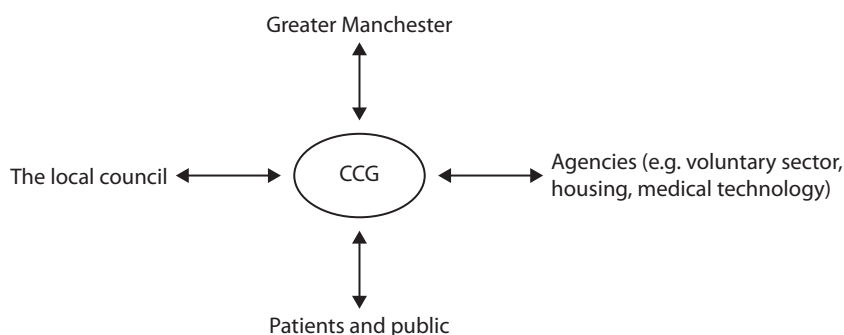 Greater Manchester
The local council
CCG
Agencies (e.g. voluntary sector,
housing, medical technology)
Patients and public